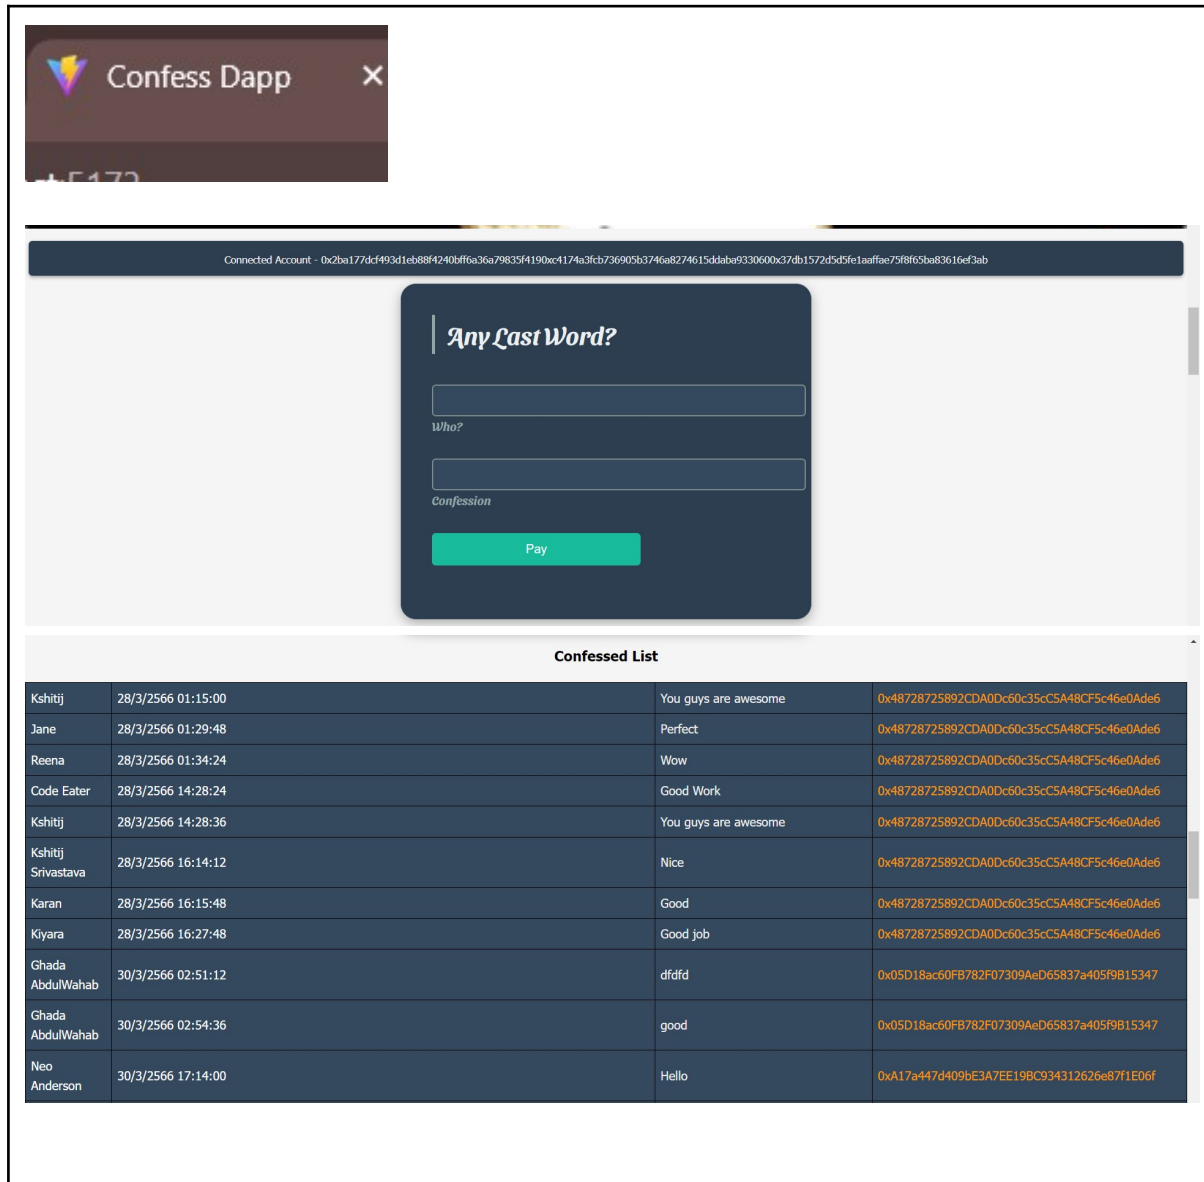 Confess Dapp
Connected Account - 0x2ba177dcf493d1eb88f4240bff6a36a79835f4190xc4174a3fcb736905b3746a8274615ddaba9330600x37db1572d5d5fe1aaffae75f8f65ba83616ef3ab
Any Last Word?
Who?
Confession
Pay
Confessed List
Kshitij 28/3/2566 01:15:00 You guys are awesome 0x48728725892CDA0Dc60c35cC5A48CF5c46e0Ade6
Jane 28/3/2566 01:29:48 Perfect 0x48728725892CDA0Dc60c35cC5A48CF5c46e0Ade6
Reena 28/3/2566 01:34:24 Wow 0x48728725892CDA0Dc60c35cC5A48CF5c46e0Ade6
Code Eater 28/3/2566 14:28:24 Good Work 0x48728725892CDA0Dc60c35cC5A48CF5c46e0Ade6
Kshitij 28/3/2566 14:28:36 You guys are awesome 0x48728725892CDA0Dc60c35cC5A48CF5c46e0Ade6
Kshitij
Srivastava 28/3/2566 16:14:12 Nice 0x48728725892CDA0Dc60c35cC5A48CF5c46e0Ade6
Karan 28/3/2566 16:15:48 Good 0x48728725892CDA0Dc60c35cC5A48CF5c46e0Ade6
Kiyara 28/3/2566 16:27:48 Good job 0x48728725892CDA0Dc60c35cC5A48CF5c46e0Ade6
Ghada
AbdulWahab 30/3/2566 02:51:12 dfdfd 0x05D18ac60FB782F07309AeD65837a405f9B15347
Ghada
AbdulWahab 30/3/2566 02:54:36 good 0x05D18ac60FB782F07309AeD65837a405f9B15347
Neo
Anderson 30/3/2566 17:14:00 Hello 0xA17a447d409bE3A7EE19BC934312626e87f1E06f